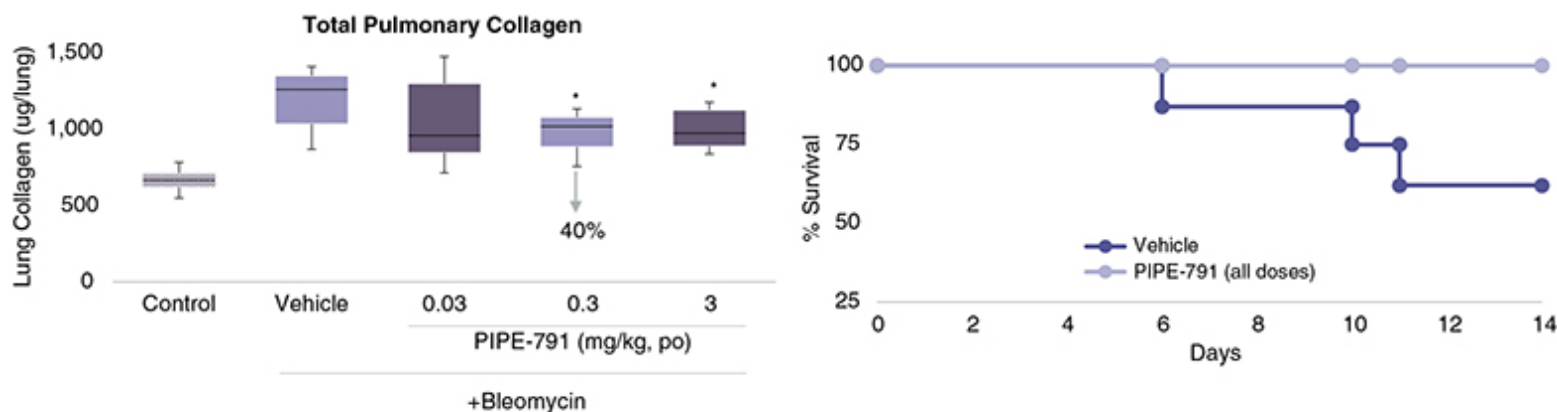 Total Pulmonary Collagen
Lung Collagen (ug/lung)
1,500
1,000
500
0
*
*
40%
Control
Vehicle
0.03
0.3
3
PIPE-791 (mg/kg, po)
+Bleomycin
% Survival
100
75
50
25
Vehicle
PIPE-791 (all doses)
0 2 4 6 8 10 12 14
Days